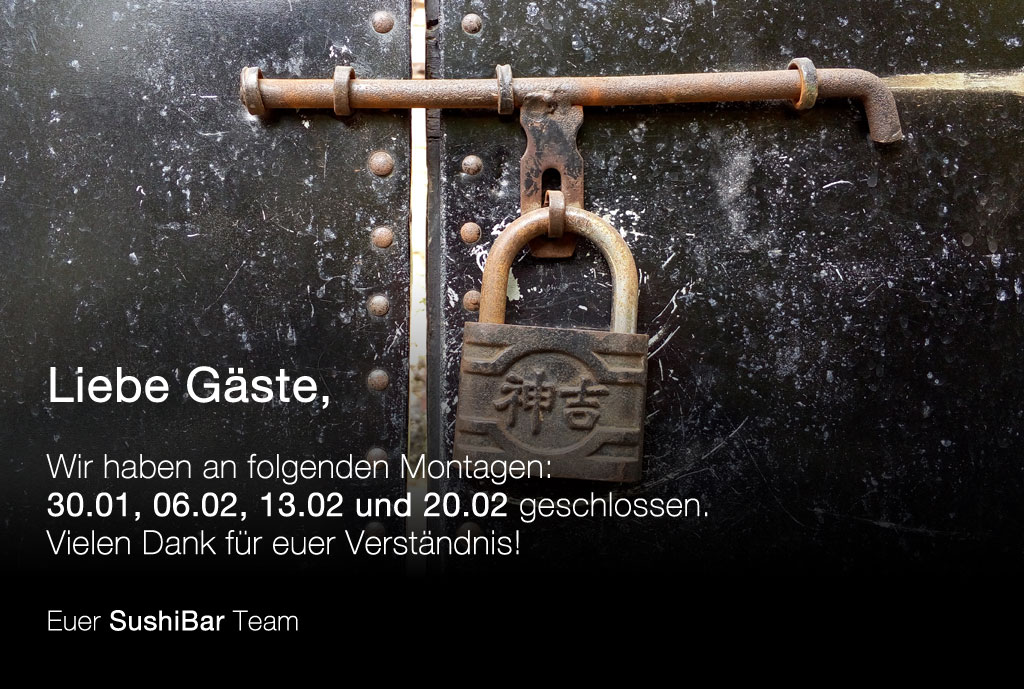 神吉
Liebe Gäste,
Wir haben an folgenden Montagen:
30.01, 06.02, 13.02 und 20.02 geschlossen.
Vielen Dank für euer Verständnis!
Euer SushiBar Team